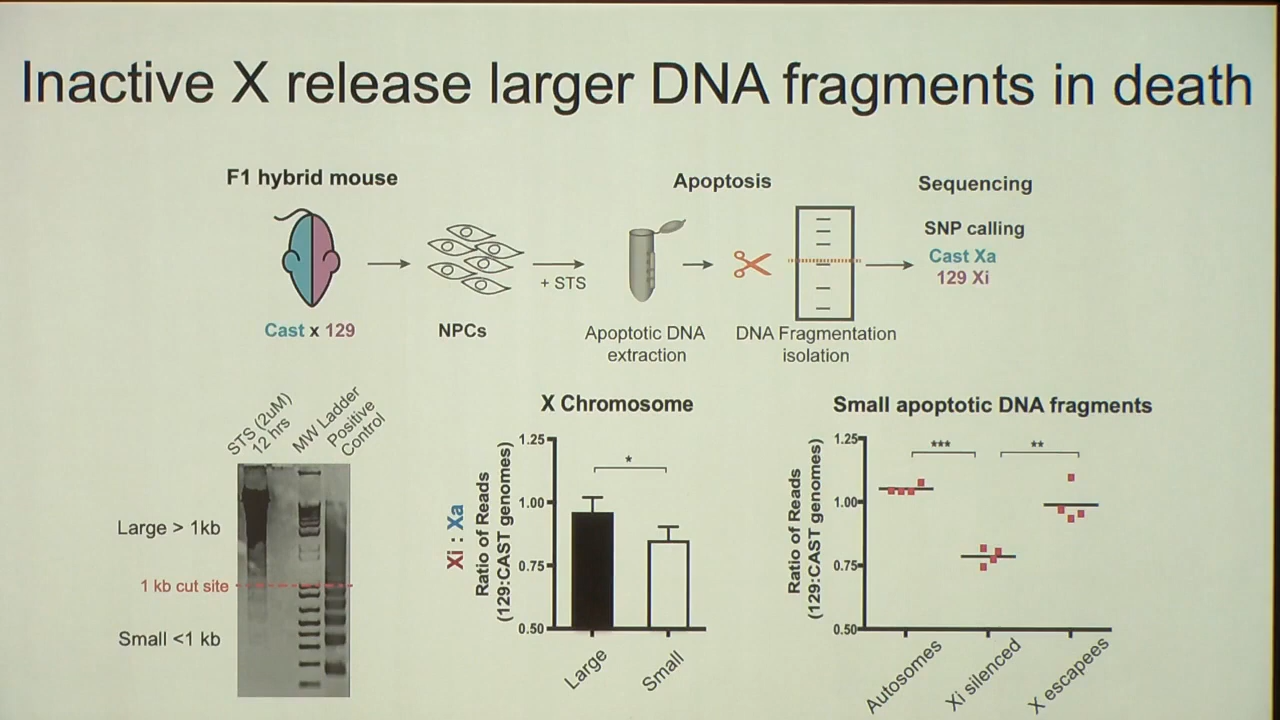 Inactive X release larger DNA fragments in death
F1 hybrid mouse
Apoptosis
Sequencing
SNP calling
Cast Xa
129 Xi
+ STS
Cast x 129
NPCs
Apoptotic DNA
extraction
DNA Fragmentation
isolation
STS (2uM)
12 hrs
MW Ladder
Positive
Control
Large > 1kb
1 kb cut site
Small <1 kb
X Chromosome
Xi : Xa
Ratio of Reads
(129:CAST genomes)
1.25
1.00
0.75
0.50
*
Large
Small
Small apoptotic DNA fragments
Ratio of Reads
(129:CAST genomes)
1.25
1.00
0.75
0.50
***
**
Autosomes
Xi silenced
X escapees